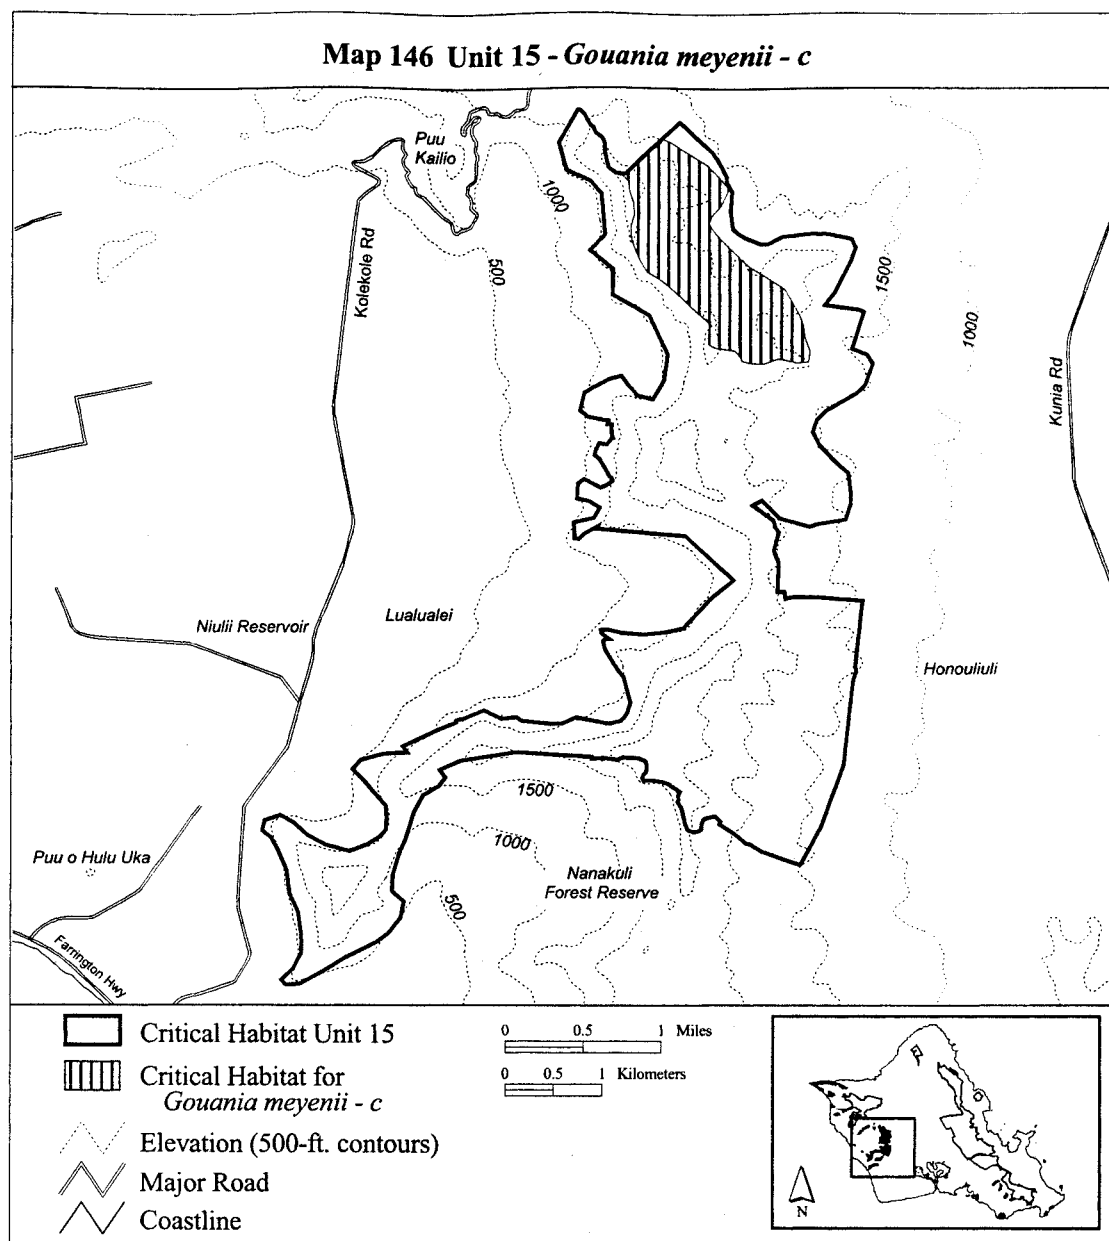 Map 146 Unit 15 - Gouania meyenii - c
Puu
Kailio
1000
500
Kolekole Rd
1500
1000
Kunia Rd
Niulii Reservoir
Lualualei
Honouliuli
1500
1000
500
Puu o Hulu Uka
Nanakuli
Forest Reserve
Farrington Hwy
Critical Habitat Unit 15
Critical Habitat for
Gouania meyenii - c
Elevation (500-ft. contours)
Major Road
Coastline
0 0.5 1 Miles
0 0.5 1 Kilometers
N